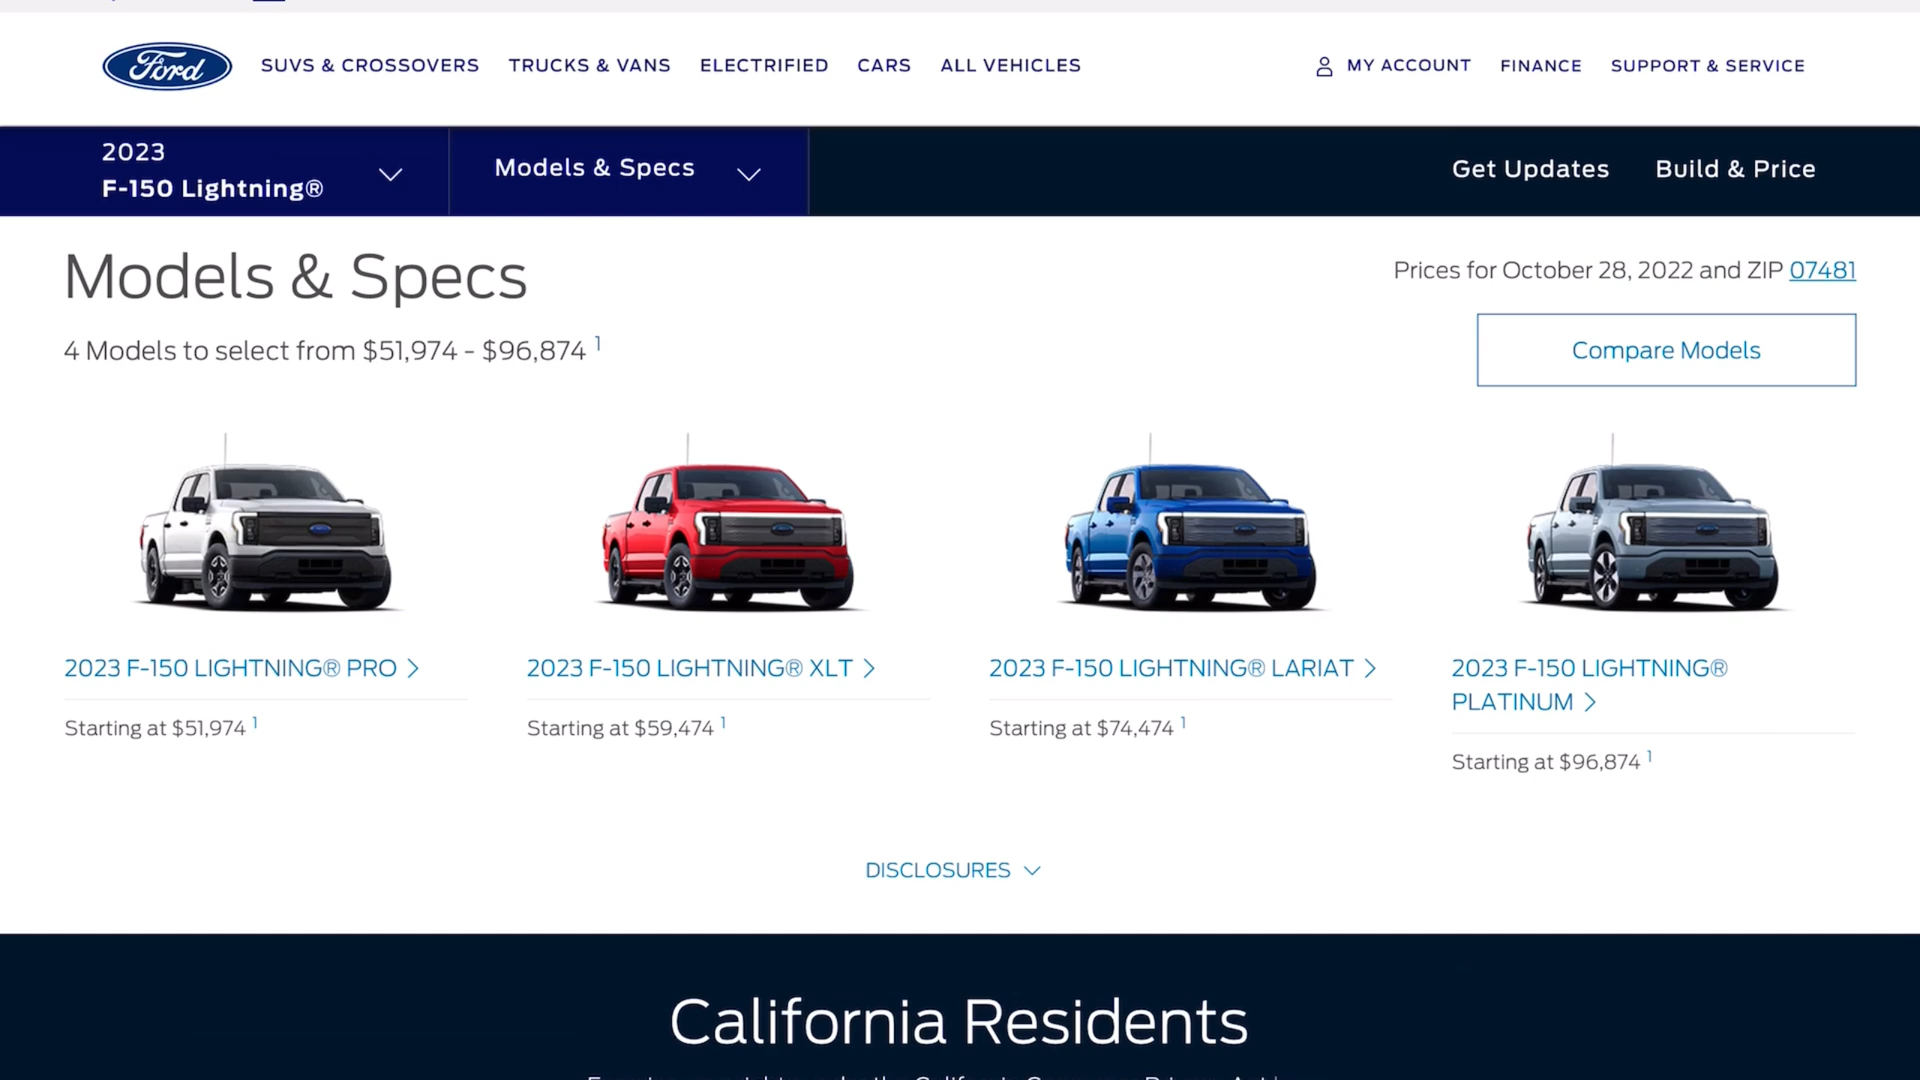 Ford
SUVS & CROSSOVERS TRUCKS & VANS ELECTRIFIED CARS ALL VEHICLES MY ACCOUNT FINANCE SUPPORT & SERVICE
2023
F-150 Lightning®
Models & Specs
Get Updates Build & Price
Models & Specs
Prices for October 28, 2022 and ZIP 07481
4 Models to select from $51,974 - $96,874 1
Compare Models
2023 F-150 LIGHTNING® PRO
Starting at $51,974 1
2023 F-150 LIGHTNING® XLT
Starting at $59,474 1
2023 F-150 LIGHTNING® LARIAT
Starting at $74,474 1
2023 F-150 LIGHTNING®
PLATINUM
Starting at $96,874 1
DISCLOSURES
California Residents